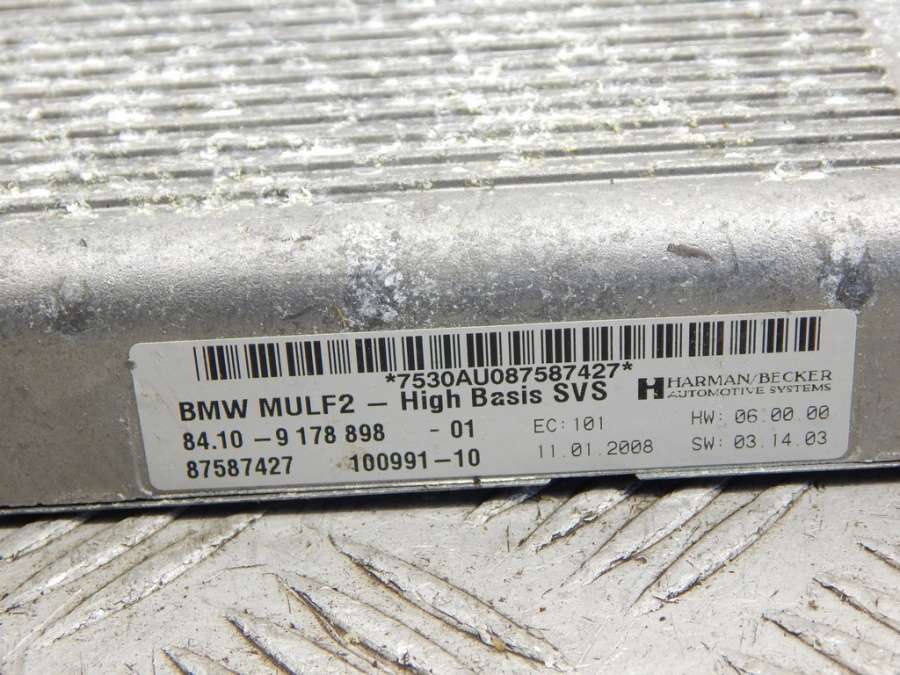 *7530AU087587427*
BMW MULF2 – High Basis SVS
HARMAN/BECKER
AUTOMOTIVE SYSTEMS
84.10 – 9 178 898 - 01
EC: 101
HW: 06.00.00
87587427 100991-10
11.01.2008
SW: 03.14.03